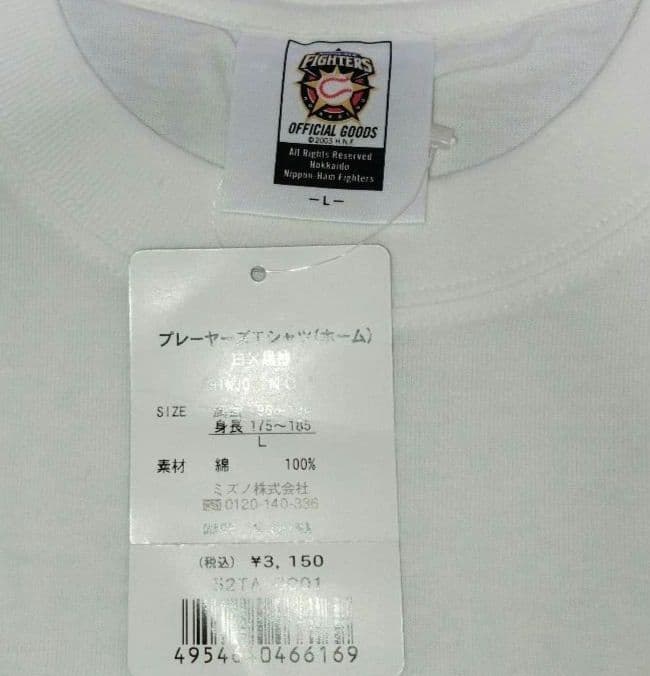 FIGHTERS
OFFICIAL GOODS
©2003 H.N.F
All Rights Reserved
Hokkaido
Nippon-Ham Fighters
-L-
プレーヤーズTシャツ(ホーム)
SIZE
身長 175~185
L
素材 綿 100%
ミズノ株式会社
0120-140-336
(税込) ¥3,150